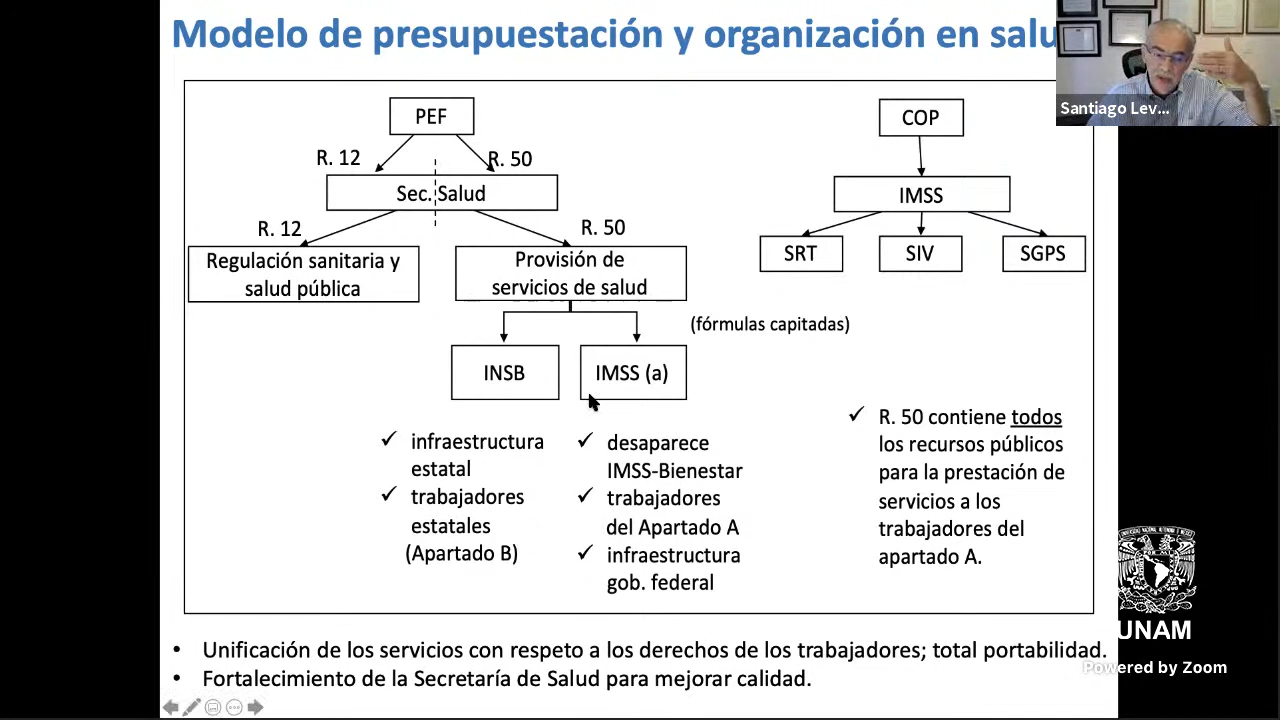 Modelo de presupuestación y organización en salu
Santiago Lev...
PEF
COP
R. 12
R. 50
Sec. Salud
IMSS
R. 12
R. 50
SRT
SIV
SGPS
Regulación sanitaria y
salud pública
Provisión de
servicios de salud
(fórmulas capitadas)
INSB
IMSS (a)
✓ infraestructura
estatal
✓ trabajadores
estatales
(Apartado B)
✓ desaparece
IMSS-Bienestar
✓ trabajadores
del Apartado A
✓ infraestructura
gob. federal
✓ R. 50 contiene todos
los recursos públicos
para la prestación de
servicios a los
trabajadores del
apartado A.
• Unificación de los servicios con respeto a los derechos de los trabajadores; total portabilidad.
• Fortalecimiento de la Secretaría de Salud para mejorar calidad.
UNAM
Powered by Zoom